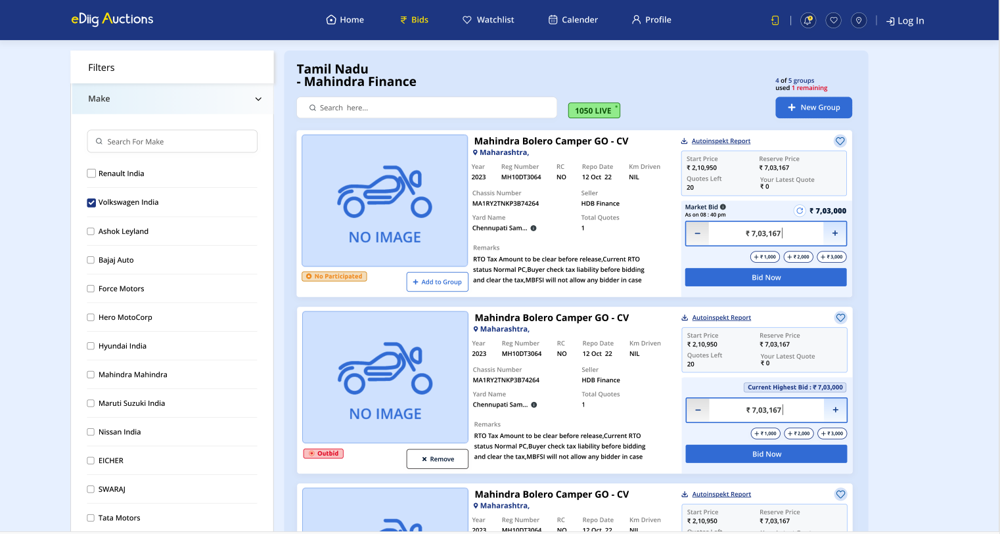 eDiig Auctions
Home
Bids
Watchlist
Calender
Profile
Log In
Filters
Make
Search For Make
Renault India
Volkswagen India
Ashok Leyland
Bajaj Auto
Force Motors
Hero MotoCorp
Hyundai India
Mahindra Mahindra
Maruti Suzuki India
Nissan India
EICHER
SWARAJ
Tata Motors
Tamil Nadu
- Mahindra Finance
Search here...
1050 LIVE
4 of 5 groups
used 1 remaining
+ New Group
NO IMAGE
No Participated
+ Add to Group
Mahindra Bolero Camper GO - CV
Maharashtra,
Year Reg Number RC Repo Date Km Driven
2023 MH10DT3064 NO 12 Oct 22 NIL
Chassis Number Seller
MA1RY2TNKP3B74264 HDB Finance
Yard Name Total Quotes
Chennupati Sam... 1
Remarks
RTO Tax Amount to be clear before release,Current RTO
status Normal PC,Buyer check tax liability before bidding
and clear the tax,MBFSI will not allow any bidder in case
Autoinspekt Report
Start Price Reserve Price
₹ 2,10,950 ₹ 7,03,167
Quotes Left Your Latest Quote
20 ₹ 0
Market Bid
As on 08 : 40 pm
₹ 7,03,000
− ₹ 7,03,167 +
+ ₹ 1,000 + ₹ 2,000 + ₹ 3,000
Bid Now
NO IMAGE
Outbid
× Remove
Mahindra Bolero Camper GO - CV
Maharashtra,
Year Reg Number RC Repo Date Km Driven
2023 MH10DT3064 NO 12 Oct 22 NIL
Chassis Number Seller
MA1RY2TNKP3B74264 HDB Finance
Yard Name Total Quotes
Chennupati Sam... 1
Remarks
RTO Tax Amount to be clear before release,Current RTO
status Normal PC,Buyer check tax liability before bidding
and clear the tax,MBFSI will not allow any bidder in case
Autoinspekt Report
Start Price Reserve Price
₹ 2,10,950 ₹ 7,03,167
Quotes Left Your Latest Quote
20 ₹ 0
Current Highest Bid : ₹ 7,03,000
− ₹ 7,03,167 +
+ ₹ 1,000 + ₹ 2,000 + ₹ 3,000
Bid Now
Mahindra Bolero Camper GO - CV
Maharashtra,
Year Reg Number RC Repo Date Km Driven
2023 MH10DT3064 NO 12 Oct 22 NIL
Autoinspekt Report
Start Price Reserve Price
₹ 2,10,950 ₹ 7,03,167